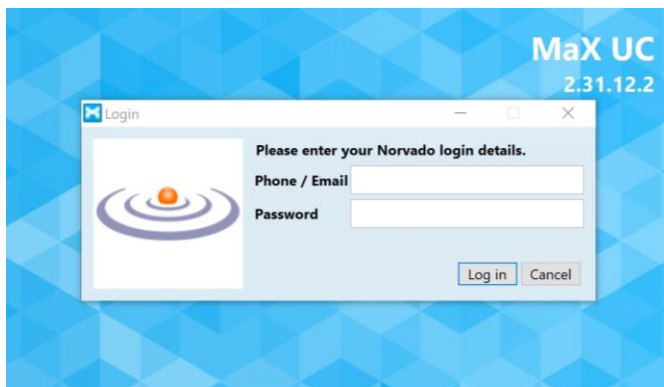 MaX UC
2.31.12.2
Login
Please enter your Norvado login details.
Phone / Email
Password
Log in Cancel